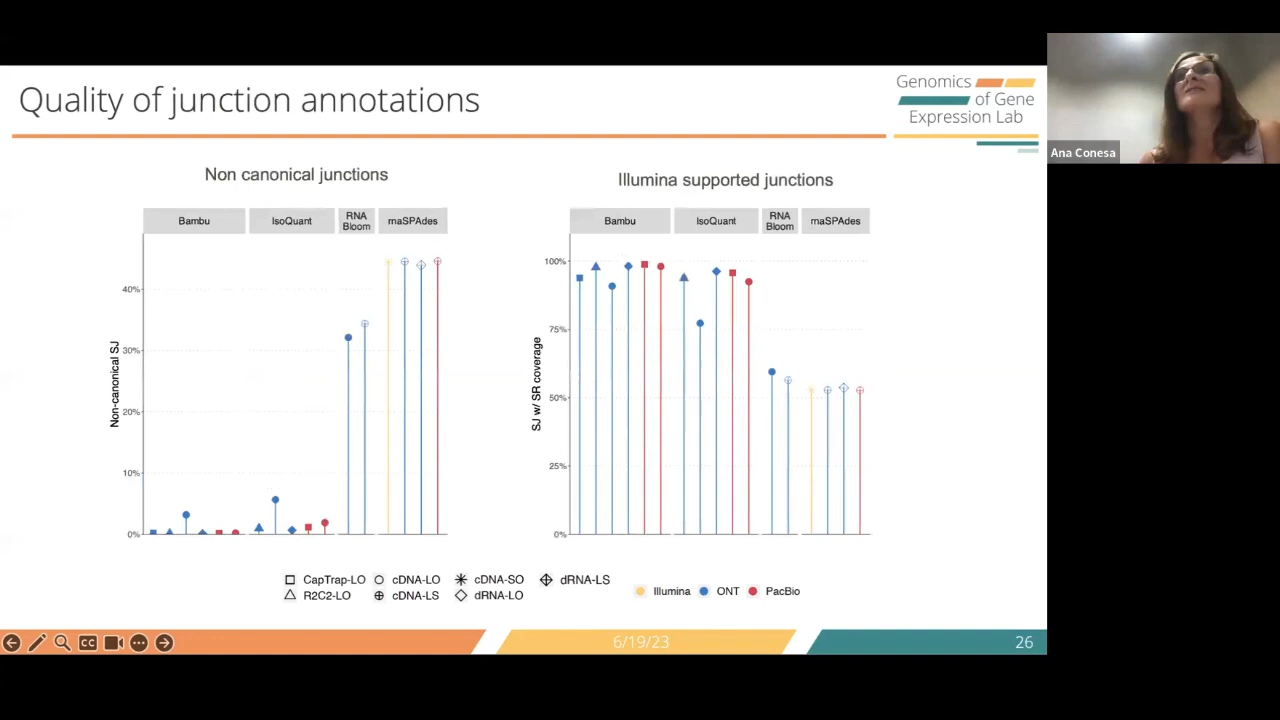 Quality of junction annotations
Genomics
of Gene
Expression Lab
Ana Conesa
Non canonical junctions
Bambu
IsoQuant
RNA
Bloom
rnaSPAdes
Non-canonical SJ
40%
30%
20%
10%
0%
Illumina supported junctions
Bambu
IsoQuant
RNA
Bloom
rnaSPAdes
SJ w/ SR coverage
100%
75%
50%
25%
0%
CapTrap-LO
cDNA-LO
cDNA-SO
dRNA-LS
R2C2-LO
cDNA-LS
dRNA-LO
Illumina
ONT
PacBio
CC
6/19/23
26